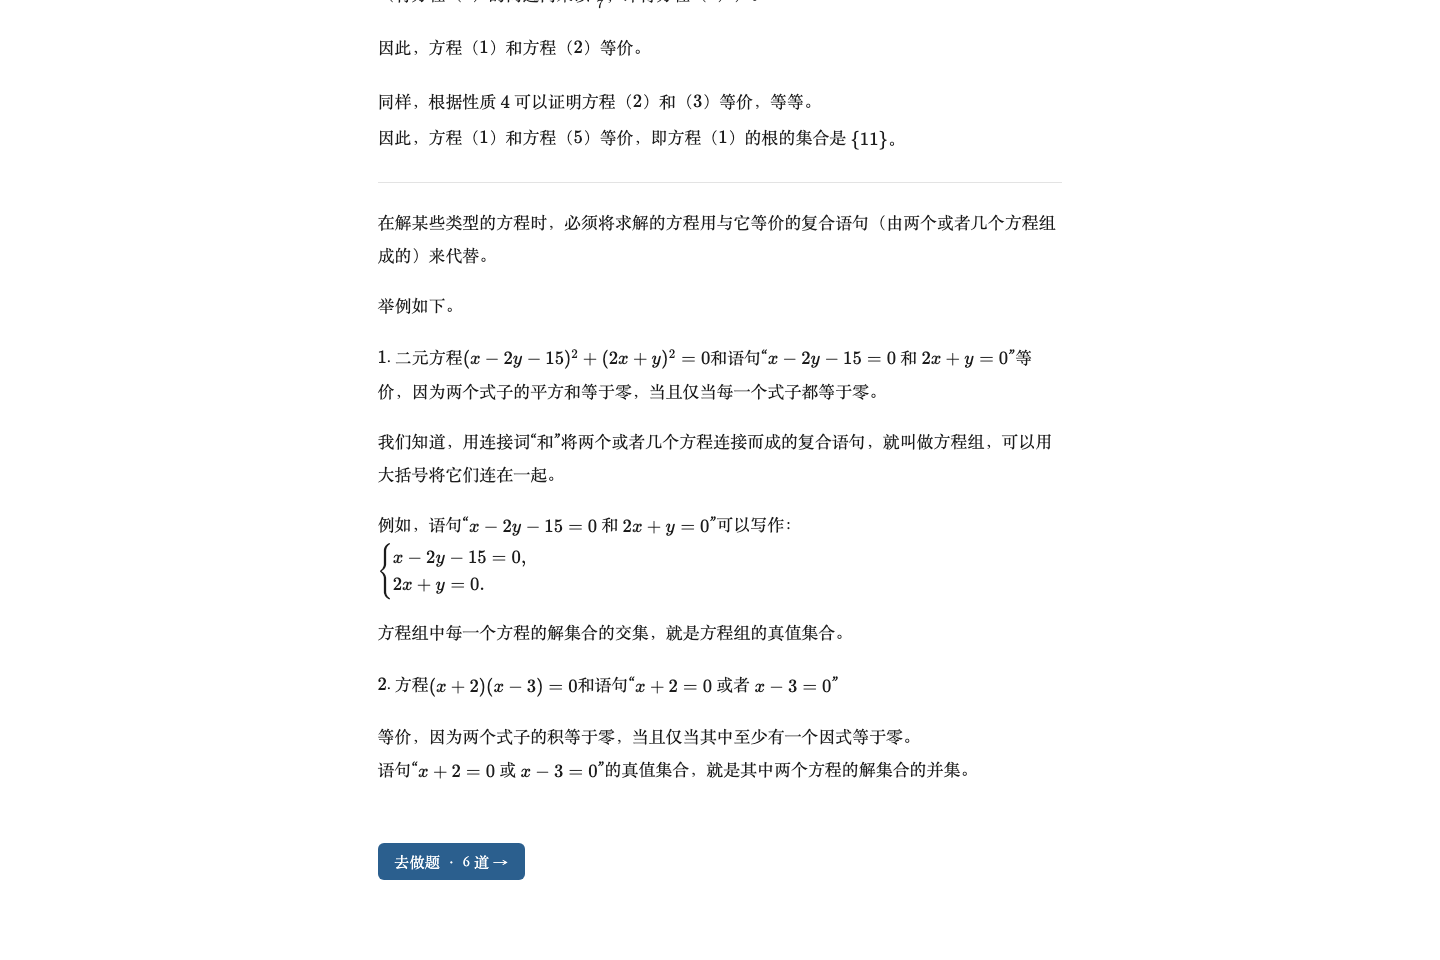 因此，方程（1）和方程（2）等价。
同样，根据性质 4 可以证明方程（2）和（3）等价，等等。
因此，方程（1）和方程（5）等价，即方程（1）的根的集合是 {11}。
在解某些类型的方程时，必须将求解的方程用与它等价的复合语句（由两个或者几个方程组
成的）来代替。
举例如下。
1. 二元方程(x − 2y − 15)² + (2x + y)² = 0和语句“x − 2y − 15 = 0 和 2x + y = 0”等
价，因为两个式子的平方和等于零，当且仅当每一个式子都等于零。
我们知道，用连接词“和”将两个或者几个方程连接而成的复合语句，就叫做方程组，可以用
大括号将它们连在一起。
例如，语句“x − 2y − 15 = 0 和 2x + y = 0”可以写作：
x − 2y − 15 = 0,
2x + y = 0.
方程组中每一个方程的解集合的交集，就是方程组的真值集合。
2. 方程(x + 2)(x − 3) = 0和语句“x + 2 = 0 或者 x − 3 = 0”
等价，因为两个式子的积等于零，当且仅当其中至少有一个因式等于零。
语句“x + 2 = 0 或 x − 3 = 0”的真值集合，就是其中两个方程的解集合的并集。
去做题 · 6 道 →